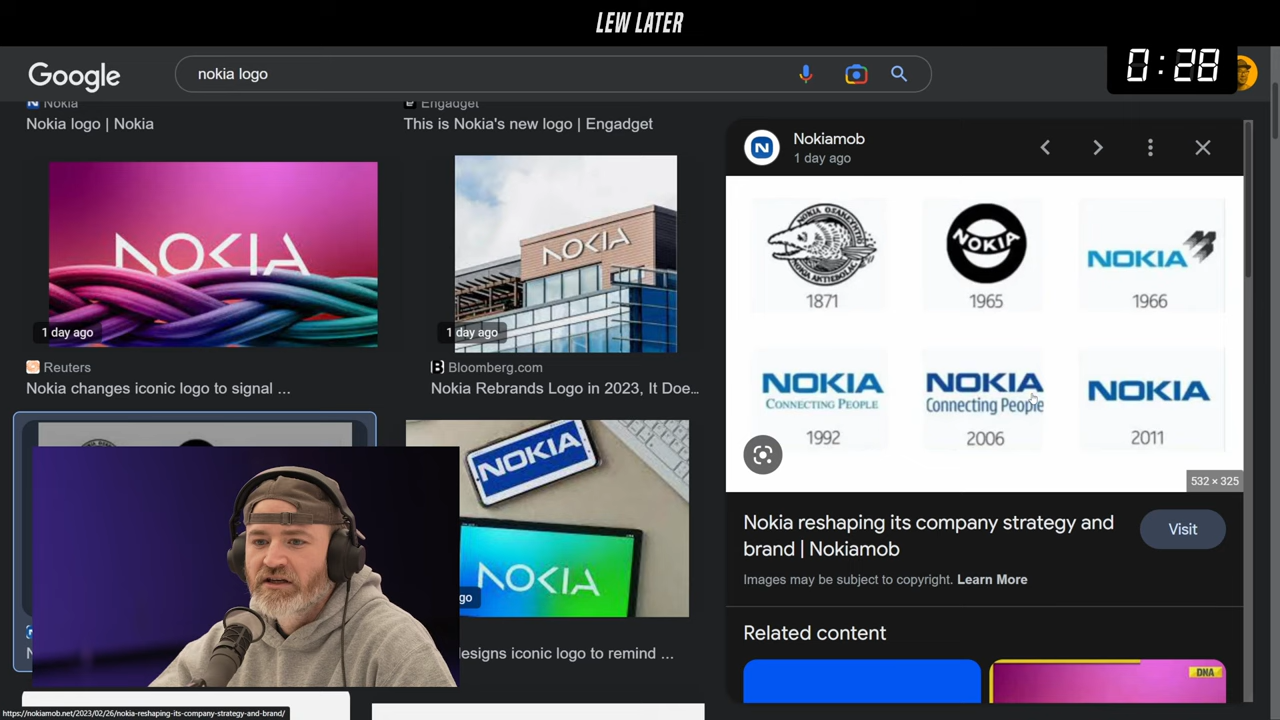 LEW LATER
Google
nokia logo
0:28
Nokia
Nokia logo | Nokia
Engadget
This is Nokia's new logo | Engadget
NOKIA
1 day ago
Reuters
Nokia changes iconic logo to signal ...
NOKIA
1 day ago
Bloomberg.com
Nokia Rebrands Logo in 2023, It Doe...
NOKIA
NOKIA
go
esigns iconic logo to remind ...
Nokiamob
1 day ago
1871
NOKIA
1965
NOKIA
1966
NOKIA
CONNECTING PEOPLE
1992
NOKIA
Connecting People
2006
NOKIA
2011
532 × 325
Nokia reshaping its company strategy and
brand | Nokiamob
Visit
Images may be subject to copyright. Learn More
Related content
DNA
https://nokiamob.net/2023/02/26/nokia-reshaping-its-company-strategy-and-brand/